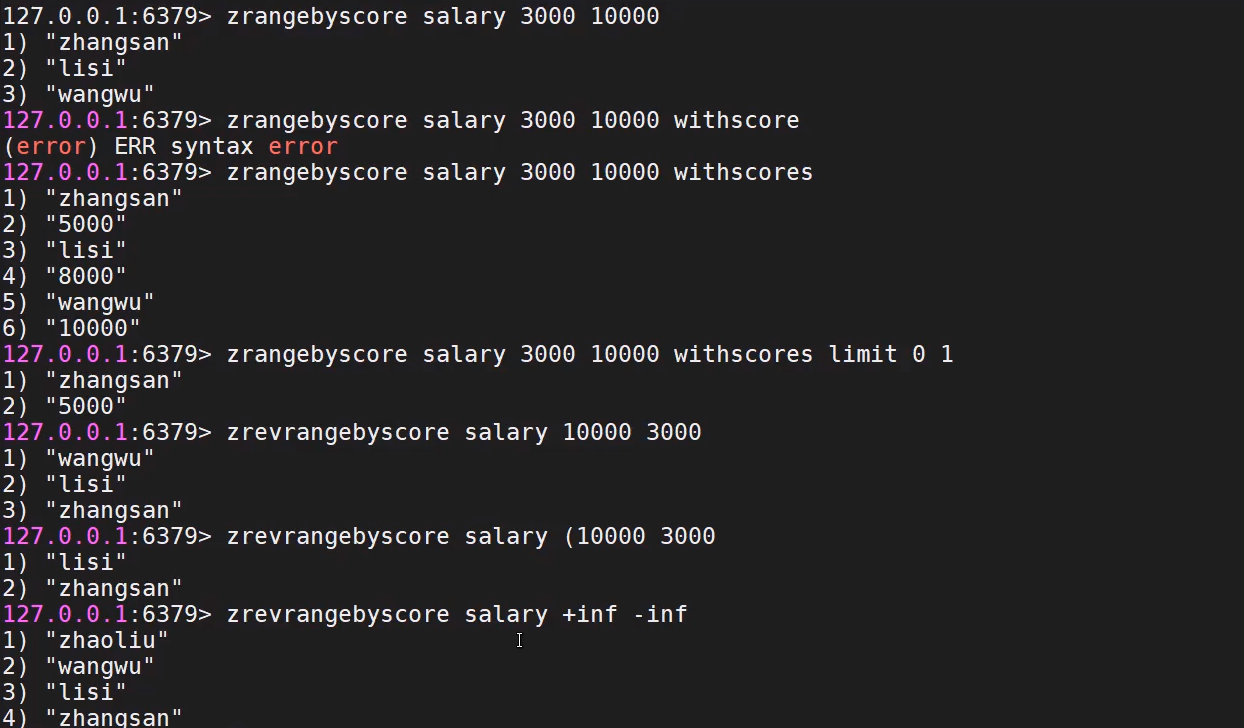 127.0.0.1:6379> zrangebyscore salary 3000 10000
1) "zhangsan"
2) "lisi"
3) "wangwu"
127.0.0.1:6379> zrangebyscore salary 3000 10000 withscore
(error) ERR syntax error
127.0.0.1:6379> zrangebyscore salary 3000 10000 withscores
1) "zhangsan"
2) "5000"
3) "lisi"
4) "8000"
5) "wangwu"
6) "10000"
127.0.0.1:6379> zrangebyscore salary 3000 10000 withscores limit 0 1
1) "zhangsan"
2) "5000"
127.0.0.1:6379> zrevrangebyscore salary 10000 3000
1) "wangwu"
2) "lisi"
3) "zhangsan"
127.0.0.1:6379> zrevrangebyscore salary (10000 3000
1) "lisi"
2) "zhangsan"
127.0.0.1:6379> zrevrangebyscore salary +inf -inf
1) "zhaoliu"
2) "wangwu"
3) "lisi"
4) "zhangsan"